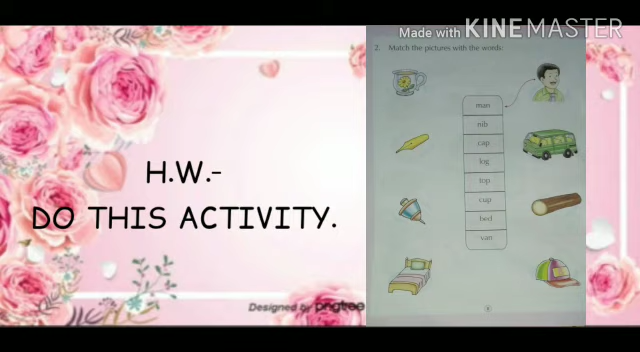 Made with KINEMASTER
2. Match the pictures with the words:
man
nib
cap
log
top
cup
bed
van
H.W.-
DO THIS ACTIVITY.
Designed by pngtree